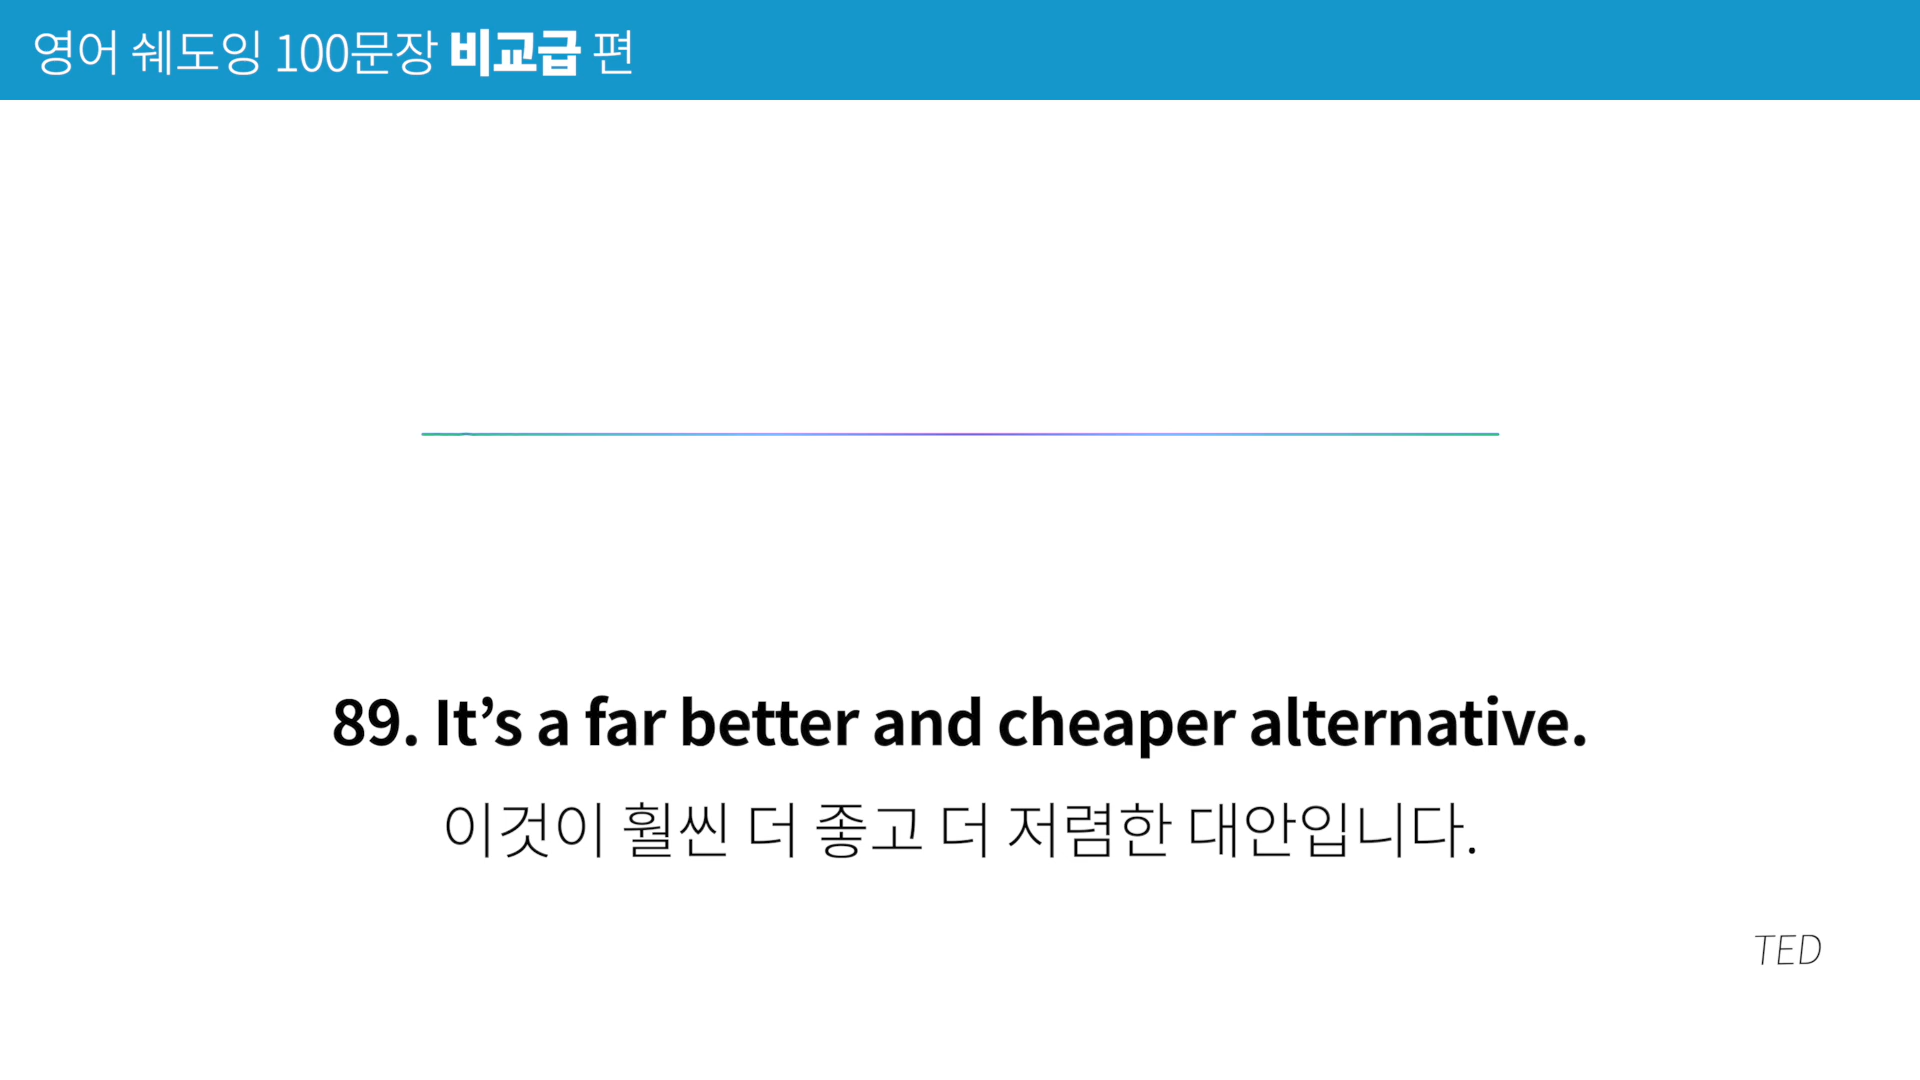 영어 쉐도잉 100문장 비교급 편
89. It’s a far better and cheaper alternative.
이것이 훨씬 더 좋고 더 저렴한 대안입니다.
TED